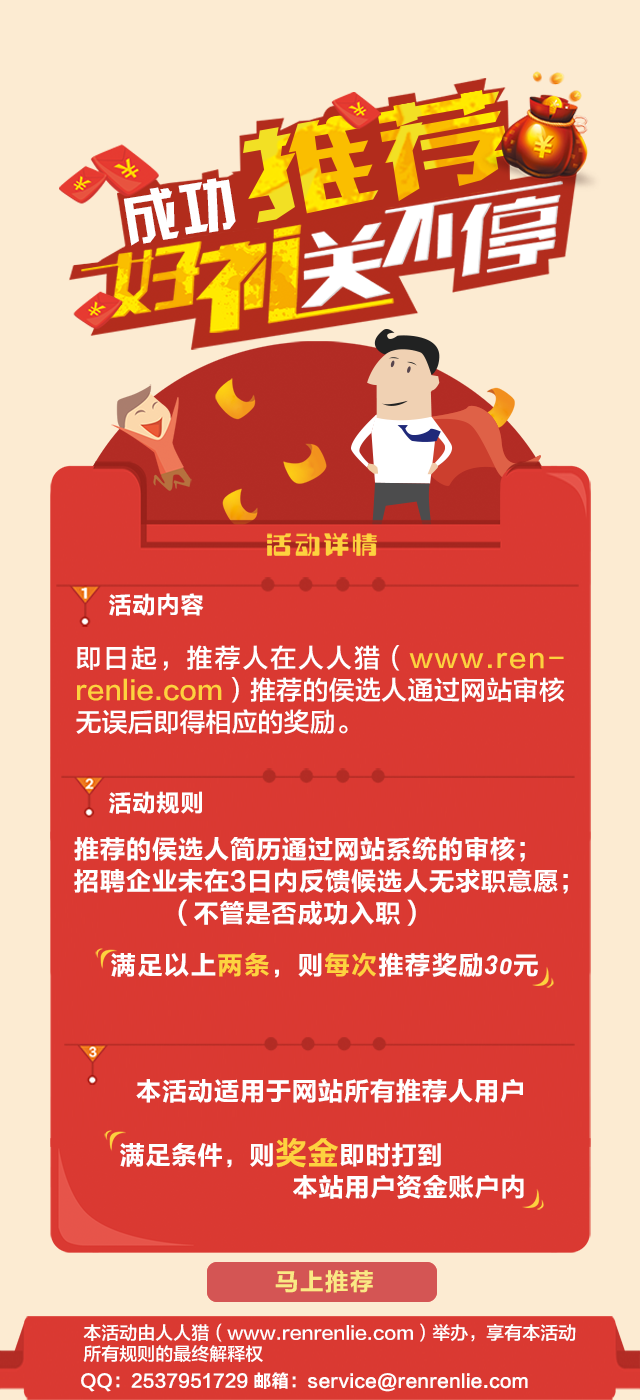 成功推荐
好礼关不停
活动详情
1 活动内容
即日起，推荐人在人人猎（www.ren-
renlie.com）推荐的侯选人通过网站审核
无误后即得相应的奖励。
2 活动规则
推荐的侯选人简历通过网站系统的审核；
招聘企业未在3日内反馈候选人无求职意愿；
（不管是否成功入职）
满足以上两条，则每次推荐奖励30元
3
本活动适用于网站所有推荐人用户
满足条件，则奖金即时打到
本站用户资金账户内
马上推荐
本活动由人人猎（www.renrenlie.com）举办，享有本活动
所有规则的最终解释权
QQ：2537951729 邮箱：service@renrenlie.com